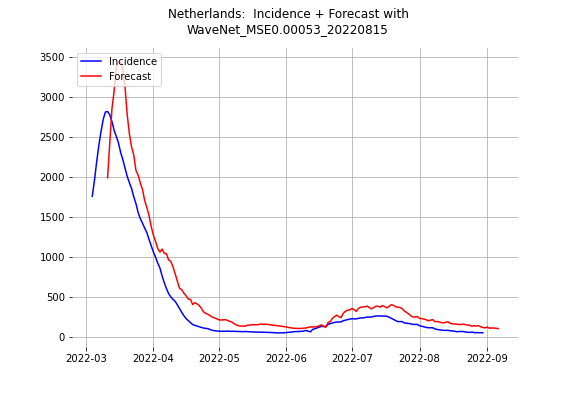 Netherlands:  Incidence + Forecast with
WaveNet_MSE0.00053_20220815
Incidence
Forecast
3500
3000
2500
2000
1500
1000
500
0
2022-03 2022-04 2022-05 2022-06 2022-07 2022-08 2022-09